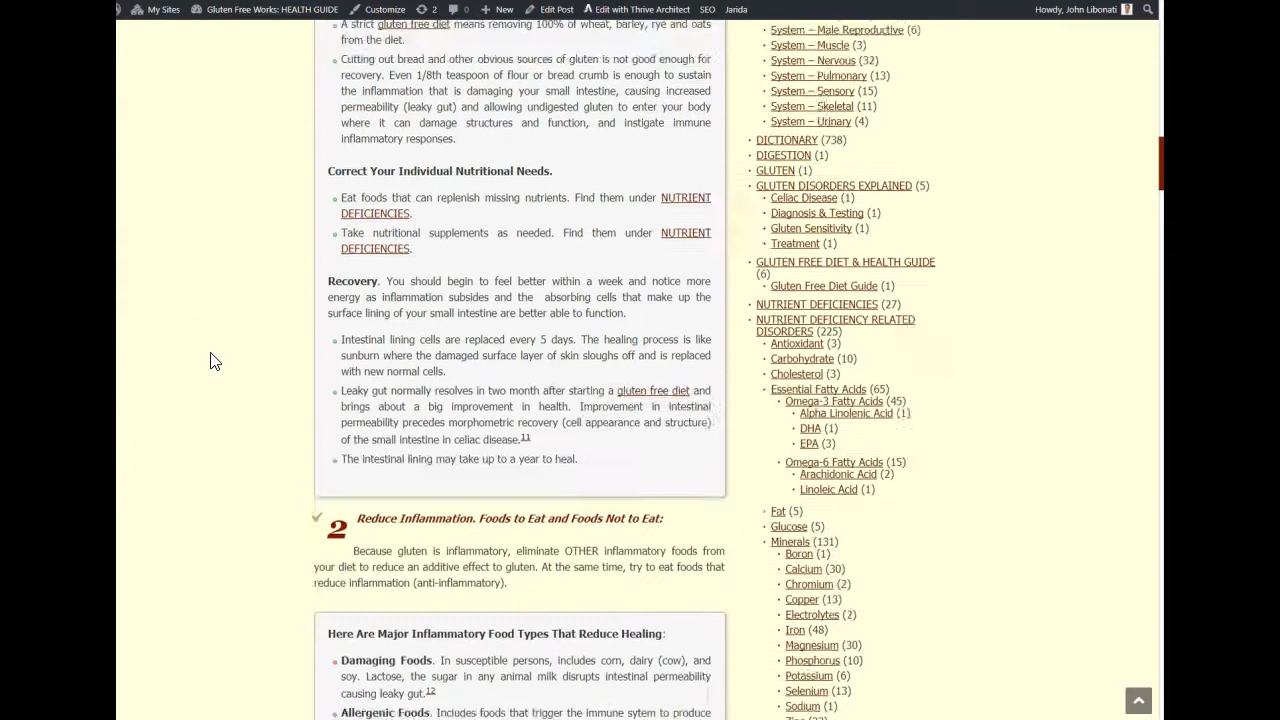 My Sites Gluten Free Works: HEALTH GUIDE Customize 2 0 New Edit Post Edit with Thrive Architect SEO Jarida Howdy, John Libonati
A strict gluten free diet means removing 100% of wheat, barley, rye and oats
from the diet.
Cutting out bread and other obvious sources of gluten is not good enough for
recovery. Even 1/8th teaspoon of flour or bread crumb is enough to sustain
the inflammation that is damaging your small intestine, causing increased
permeability (leaky gut) and allowing undigested gluten to enter your body
where it can damage structures and function, and instigate immune
inflammatory responses.
Correct Your Individual Nutritional Needs.
Eat foods that can replenish missing nutrients. Find them under NUTRIENT
DEFICIENCIES.
Take nutritional supplements as needed. Find them under NUTRIENT
DEFICIENCIES.
Recovery. You should begin to feel better within a week and notice more
energy as inflammation subsides and the absorbing cells that make up the
surface lining of your small intestine are better able to function.
Intestinal lining cells are replaced every 5 days. The healing process is like
sunburn where the damaged surface layer of skin sloughs off and is replaced
with new normal cells.
Leaky gut normally resolves in two month after starting a gluten free diet and
brings about a big improvement in health. Improvement in intestinal
permeability precedes morphometric recovery (cell appearance and structure)
of the small intestine in celiac disease.11
The intestinal lining may take up to a year to heal.
2 Reduce Inflammation. Foods to Eat and Foods Not to Eat:
Because gluten is inflammatory, eliminate OTHER inflammatory foods from
your diet to reduce an additive effect to gluten. At the same time, try to eat foods that
reduce inflammation (anti-inflammatory).
Here Are Major Inflammatory Food Types That Reduce Healing:
Damaging Foods. In susceptible persons, includes corn, dairy (cow), and
soy. Lactose, the sugar in any animal milk disrupts intestinal permeability
causing leaky gut.12
Allergenic Foods. Includes foods that trigger the immune sytem to produce
System – Male Reproductive (6)
System – Muscle (3)
System – Nervous (32)
System – Pulmonary (13)
System – Sensory (15)
System – Skeletal (11)
System – Urinary (4)
DICTIONARY (738)
DIGESTION (1)
GLUTEN (1)
GLUTEN DISORDERS EXPLAINED (5)
Celiac Disease (1)
Diagnosis & Testing (1)
Gluten Sensitivity (1)
Treatment (1)
GLUTEN FREE DIET & HEALTH GUIDE
(6)
Gluten Free Diet Guide (1)
NUTRIENT DEFICIENCIES (27)
NUTRIENT DEFICIENCY RELATED
DISORDERS (225)
Antioxidant (3)
Carbohydrate (10)
Cholesterol (3)
Essential Fatty Acids (65)
Omega-3 Fatty Acids (45)
Alpha Linolenic Acid (1)
DHA (1)
EPA (3)
Omega-6 Fatty Acids (15)
Arachidonic Acid (2)
Linoleic Acid (1)
Fat (5)
Glucose (5)
Minerals (131)
Boron (1)
Calcium (30)
Chromium (2)
Copper (13)
Electrolytes (2)
Iron (48)
Magnesium (30)
Phosphorus (10)
Potassium (6)
Selenium (13)
Sodium (1)